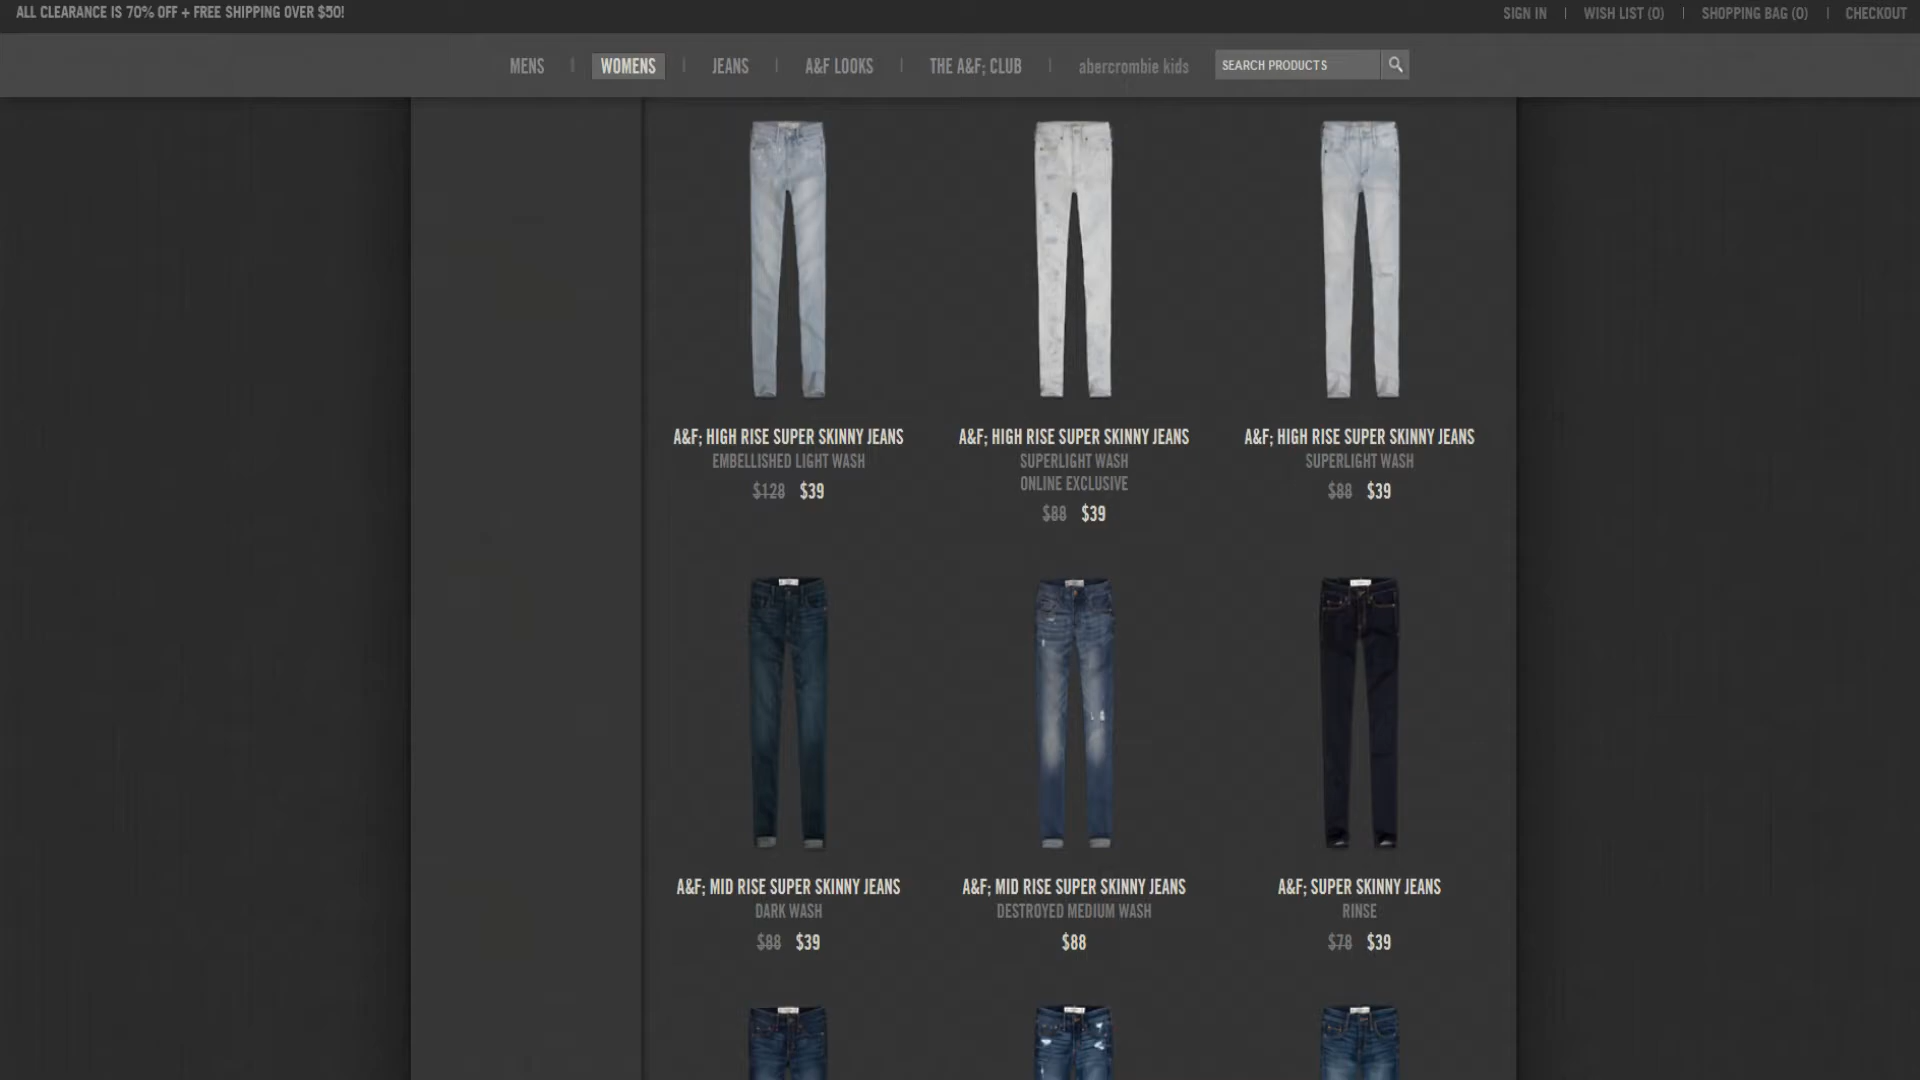 ALL CLEARANCE IS 70% OFF + FREE SHIPPING OVER $50!
SIGN IN | WISH LIST (0) | SHOPPING BAG (0) | CHECKOUT
MENS | WOMENS | JEANS | A&F LOOKS | THE A&F; CLUB | abercrombie kids
SEARCH PRODUCTS
A&F; HIGH RISE SUPER SKINNY JEANS
EMBELLISHED LIGHT WASH
$128 $39
A&F; HIGH RISE SUPER SKINNY JEANS
SUPERLIGHT WASH
ONLINE EXCLUSIVE
$88 $39
A&F; HIGH RISE SUPER SKINNY JEANS
SUPERLIGHT WASH
$88 $39
A&F; MID RISE SUPER SKINNY JEANS
DARK WASH
$88 $39
A&F; MID RISE SUPER SKINNY JEANS
DESTROYED MEDIUM WASH
$88
A&F; SUPER SKINNY JEANS
RINSE
$78 $39